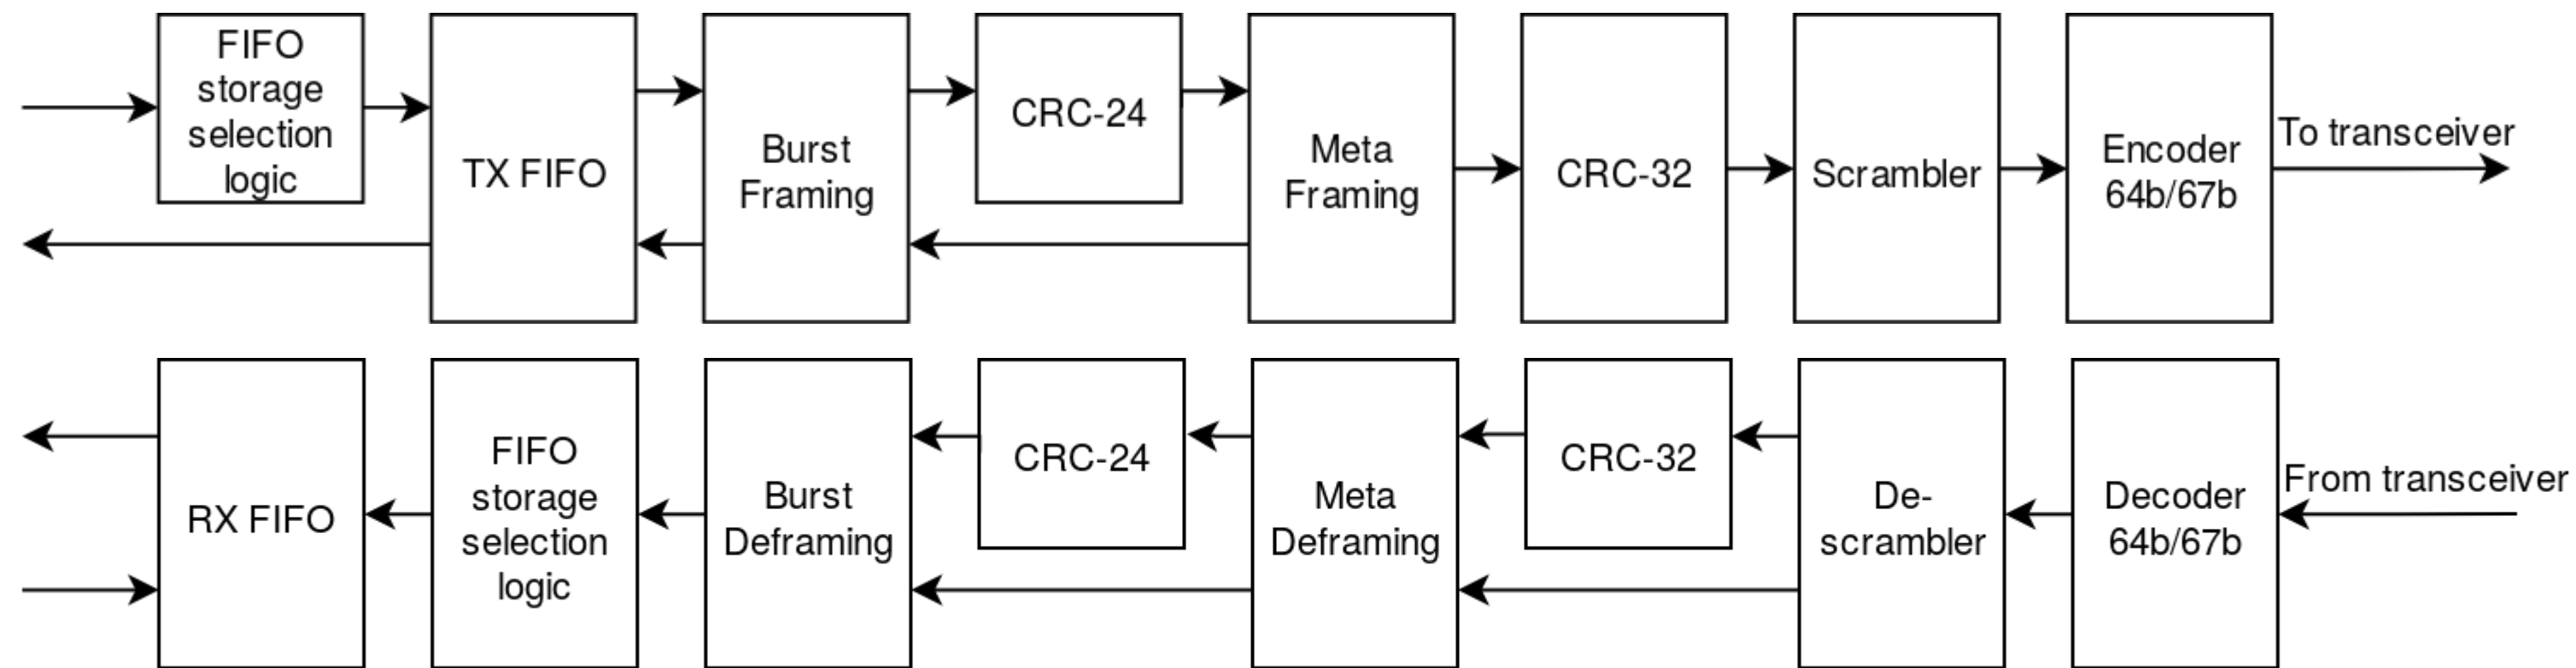 FIFO
storage
selection
logic
TX FIFO
Burst
Framing
CRC-24
Meta
Framing
CRC-32
Scrambler
Encoder
64b/67b
To transceiver
RX FIFO
FIFO
storage
selection
logic
Burst
Deframing
CRC-24
Meta
Deframing
CRC-32
De-
scrambler
Decoder
64b/67b
From transceiver